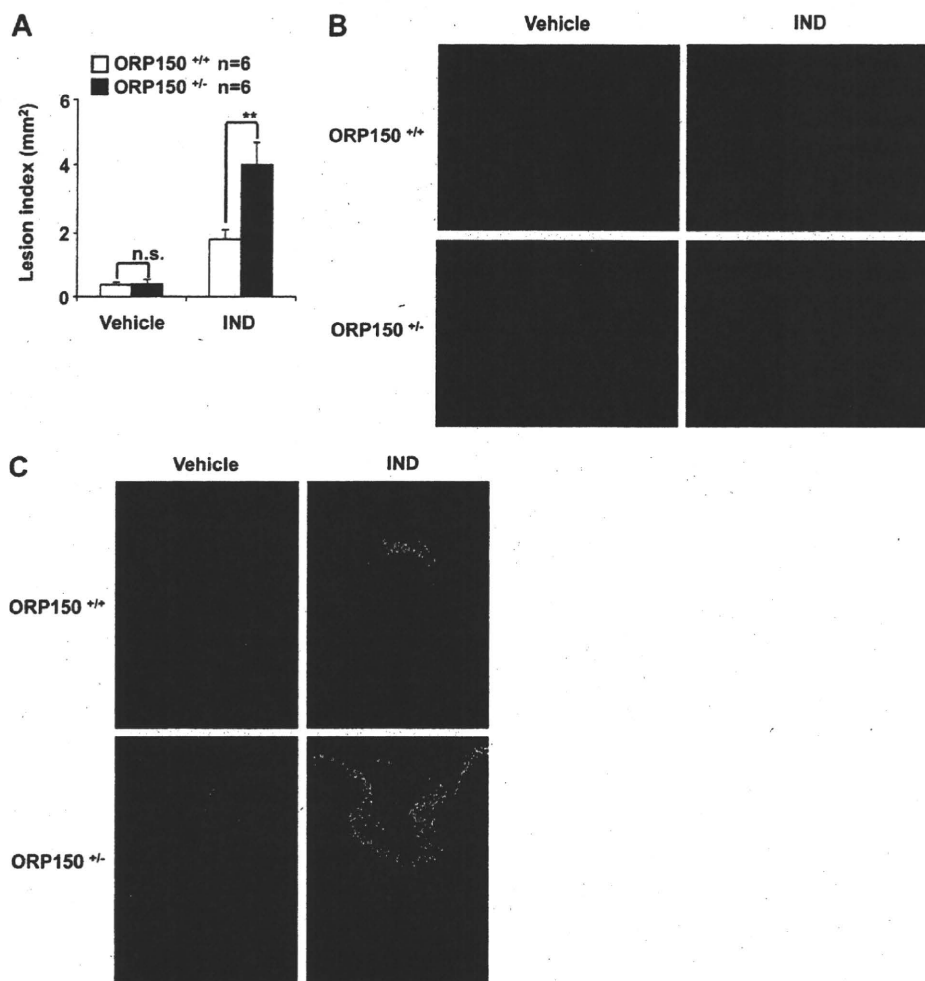 A
ORP150 +/+ n=6
ORP150 +/- n=6
Lesion index (mm²)
6
4
2
0
**
n.s.
Vehicle
IND
B
Vehicle
IND
ORP150 +/+
ORP150 +/-
C
Vehicle
IND
ORP150 +/+
ORP150 +/-